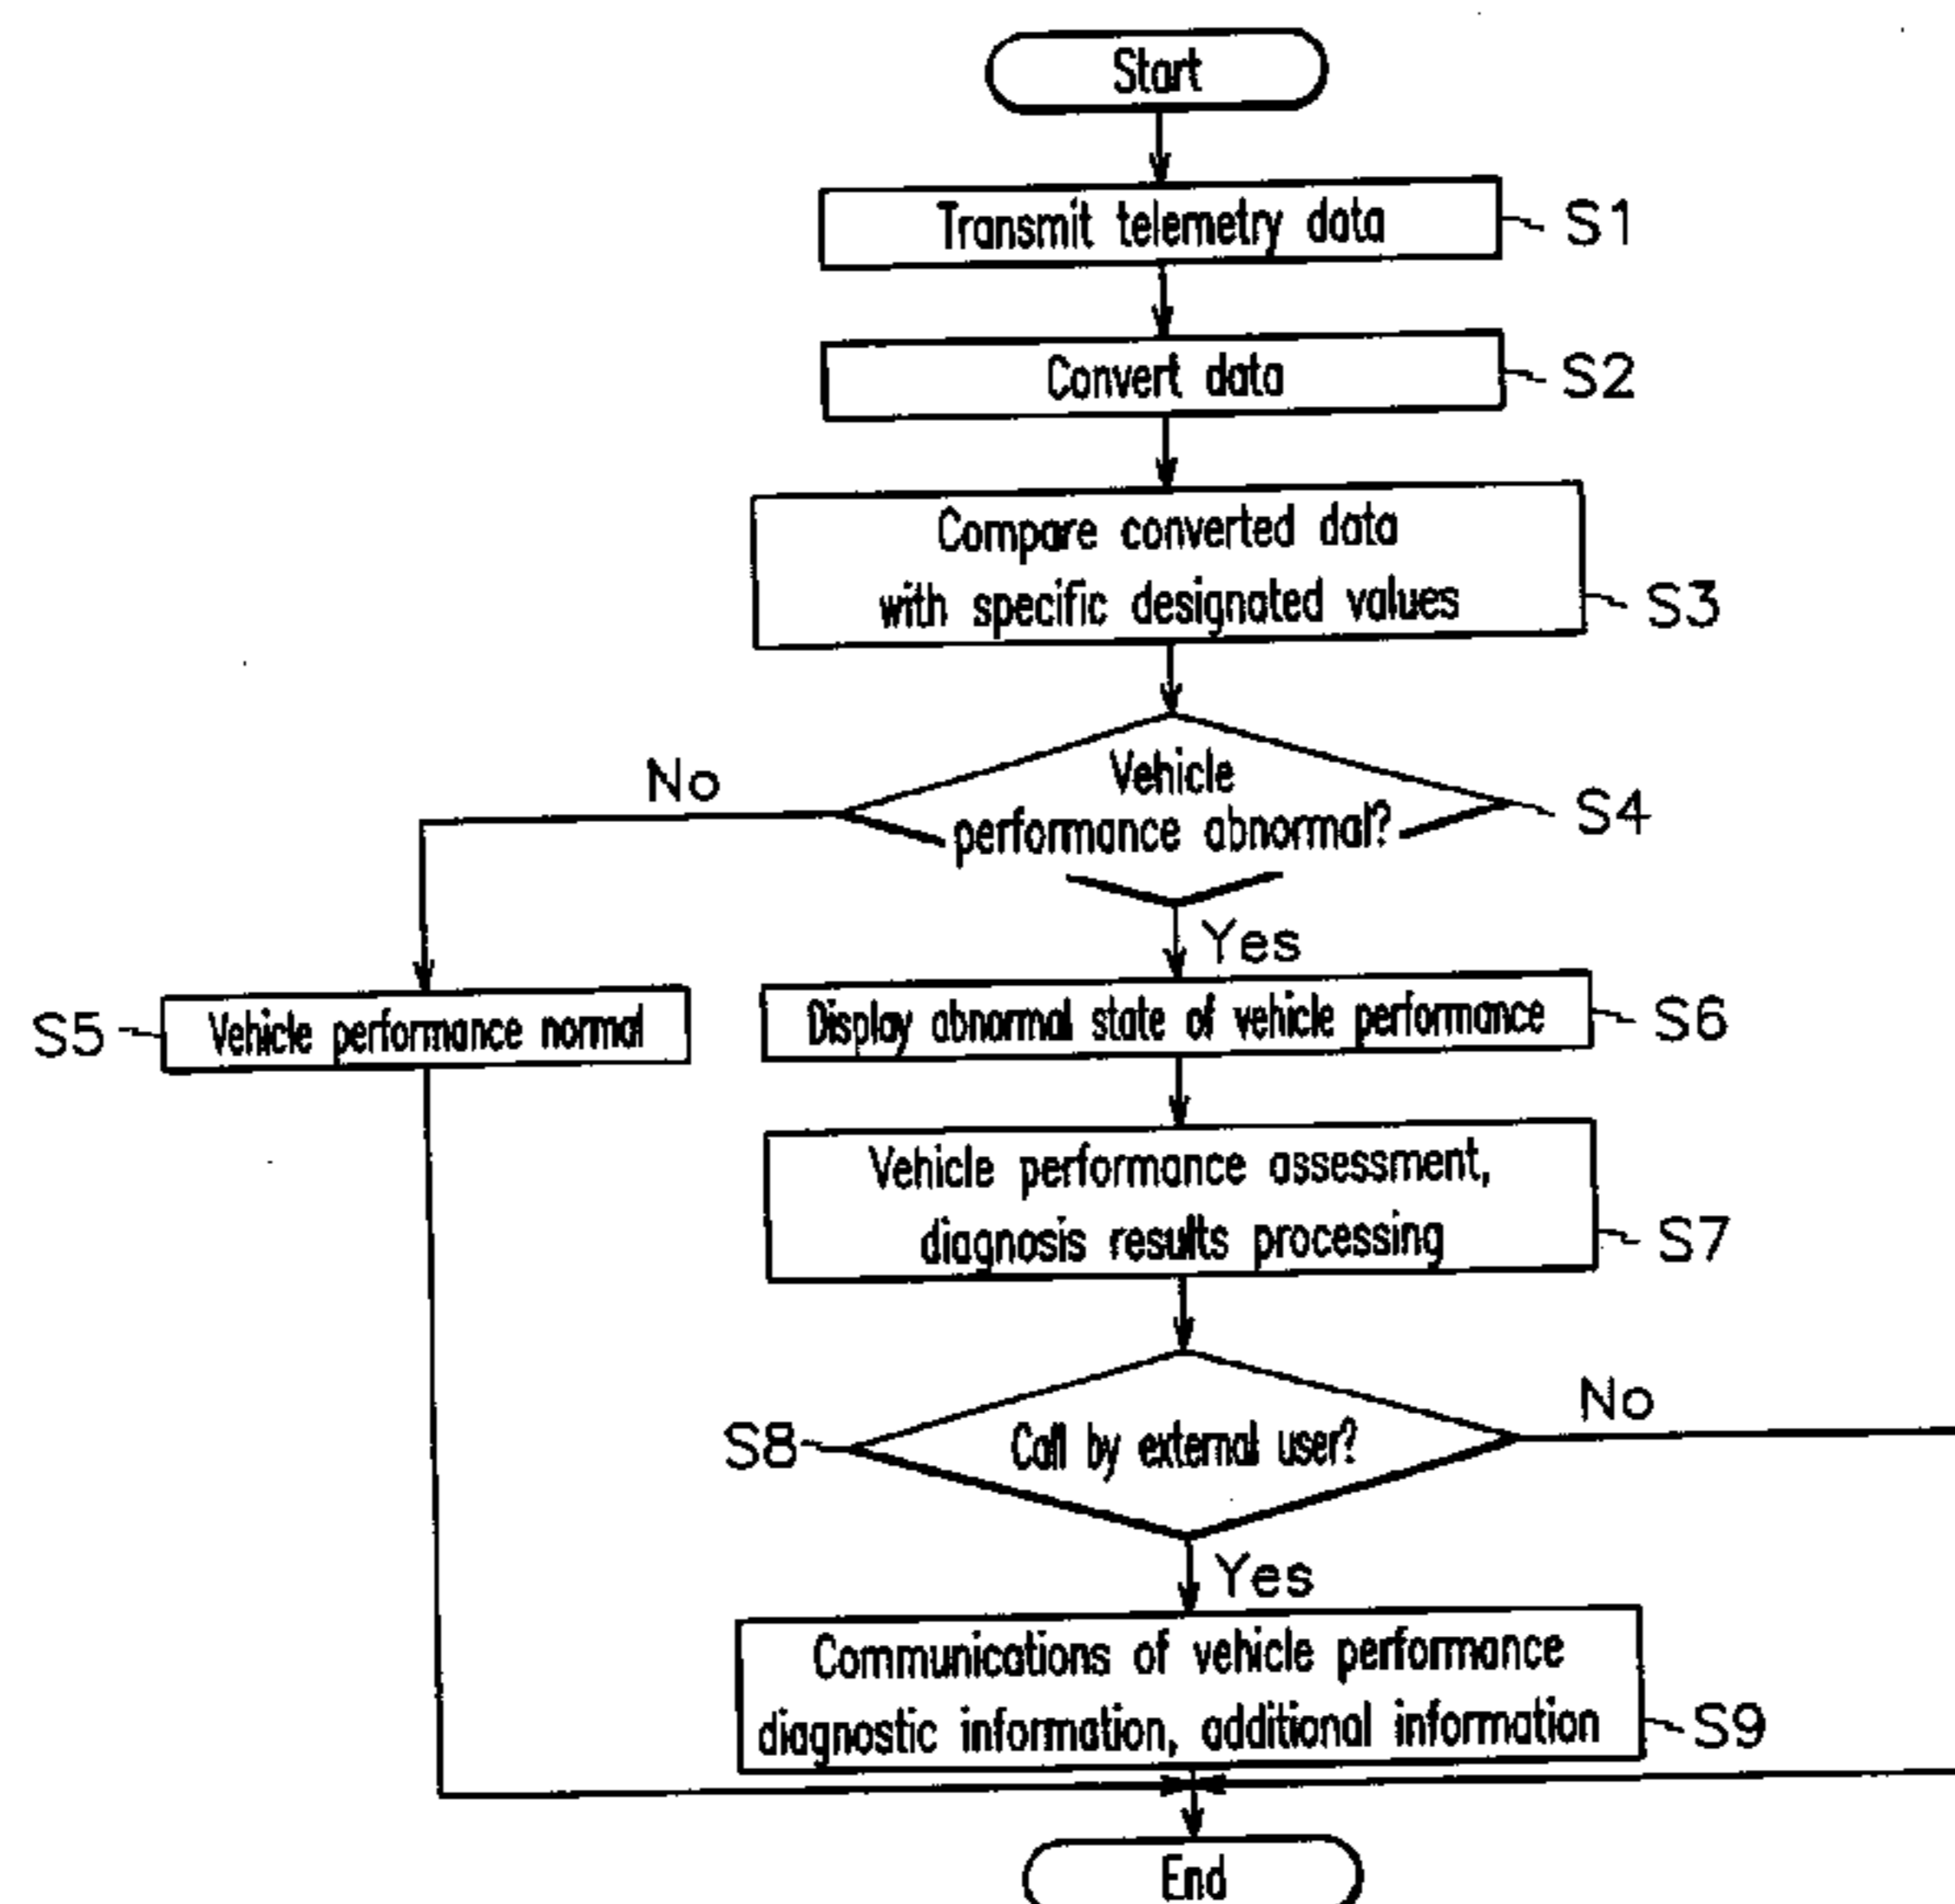 Start
Transmit telemetry data
S1
Convert data
S2
Compare converted data
with specific designated values
S3
Vehicle
performance abnormal?
S4
No
Yes
S5
Vehicle performance normal
Display abnormal state of vehicle performance
S6
Vehicle performance assessment,
diagnosis results processing
S7
S8
Call by external user?
No
Yes
Communications of vehicle performance
diagnostic information, additional information
S9
End